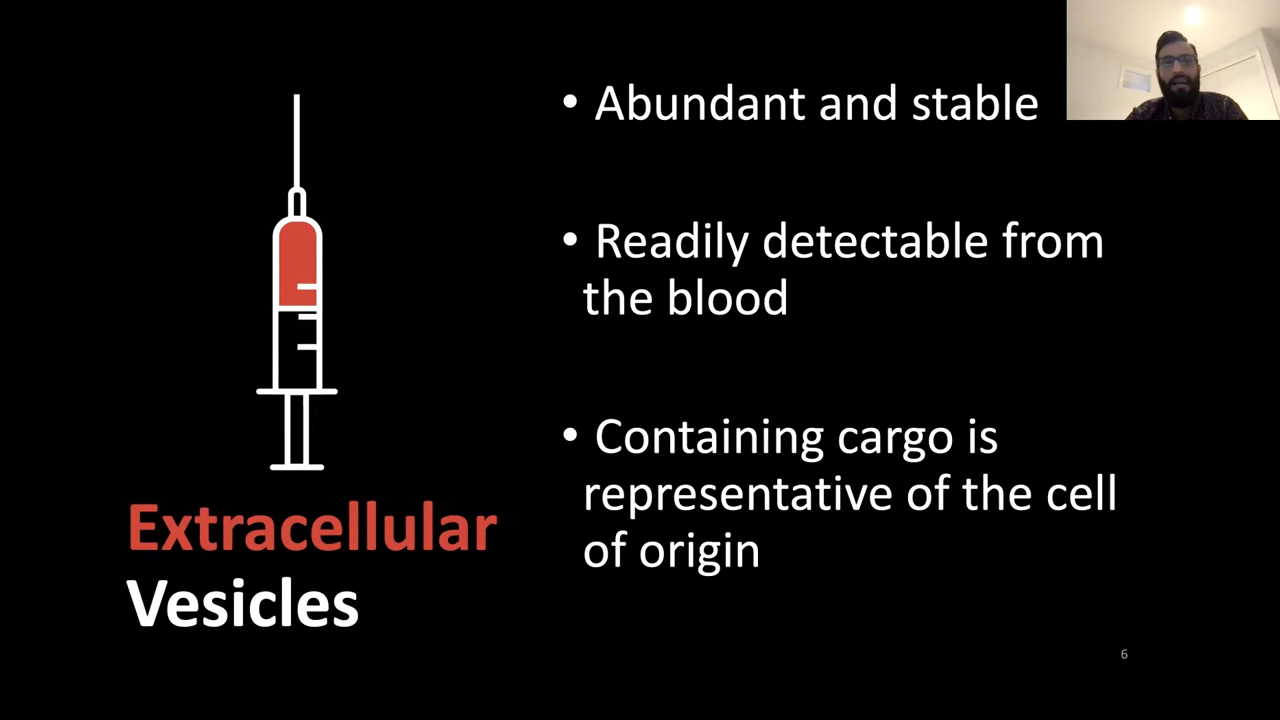 Extracellular
Vesicles
• Abundant and stable
• Readily detectable from
the blood
• Containing cargo is
representative of the cell
of origin
6